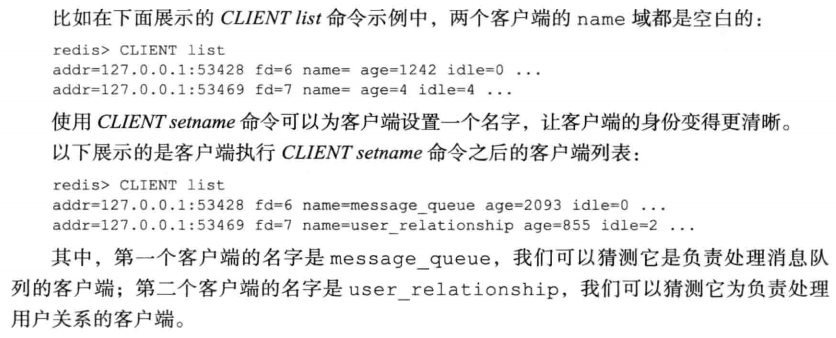 比如在下面展示的 CLIENT list 命令示例中，两个客户端的 name 域都是空白的：
redis> CLIENT list
addr=127.0.0.1:53428 fd=6 name= age=1242 idle=0 ...
addr=127.0.0.1:53469 fd=7 name= age=4 idle=4 ...
使用 CLIENT setname 命令可以为客户端设置一个名字，让客户端的身份变得更清晰。
以下展示的是客户端执行 CLIENT setname 命令之后的客户端列表：
redis> CLIENT list
addr=127.0.0.1:53428 fd=6 name=message_queue age=2093 idle=0 ...
addr=127.0.0.1:53469 fd=7 name=user_relationship age=855 idle=2 ...
其中，第一个客户端的名字是 message_queue，我们可以猜测它是负责处理消息队
列的客户端；第二个客户端的名字是 user_relationship，我们可以猜测它为负责处理
用户关系的客户端。